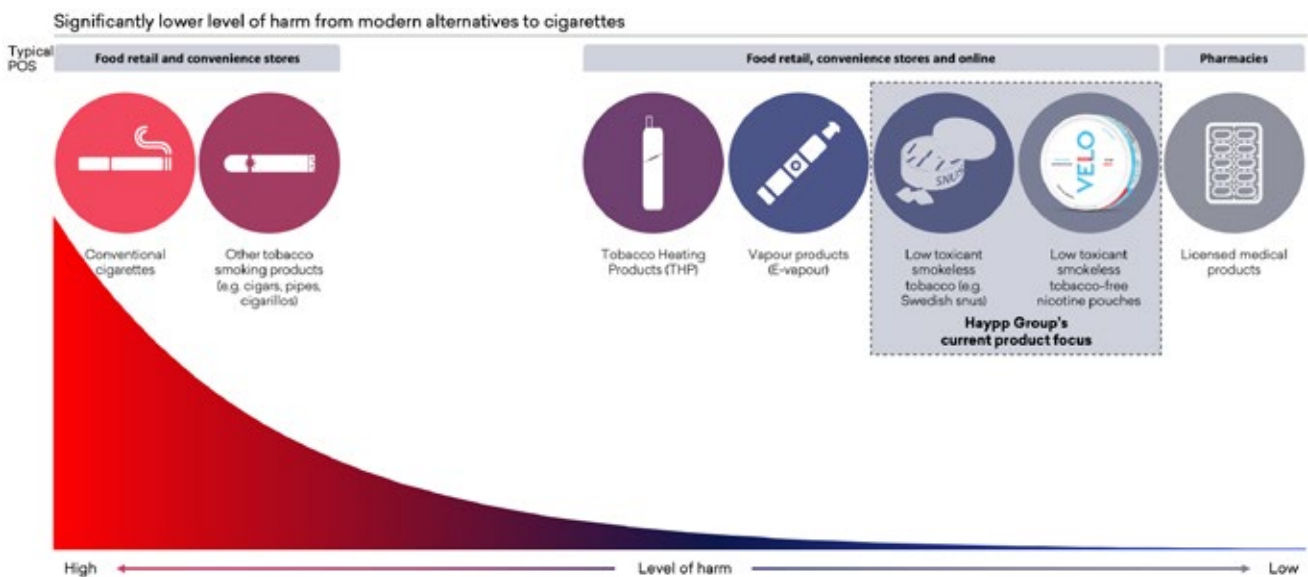 Significantly lower level of harm from modern alternatives to cigarettes
Typical
POS
Food retail and convenience stores
Food retail, convenience stores and online
Pharmacies
Conventional
cigarettes
Other tobacco
smoking products
(e.g. cigars, pipes,
cigarillos)
Tobacco Heating
Products (THP)
Vapour products
(E-vapour)
SNUS
Low toxicant
smokeless
tobacco (e.g.
Swedish snus)
VELO
Low toxicant
smokeless
tobacco-free
nicotine pouches
Haypp Group's
current product focus
Licensed medical
products
High
Level of harm
Low